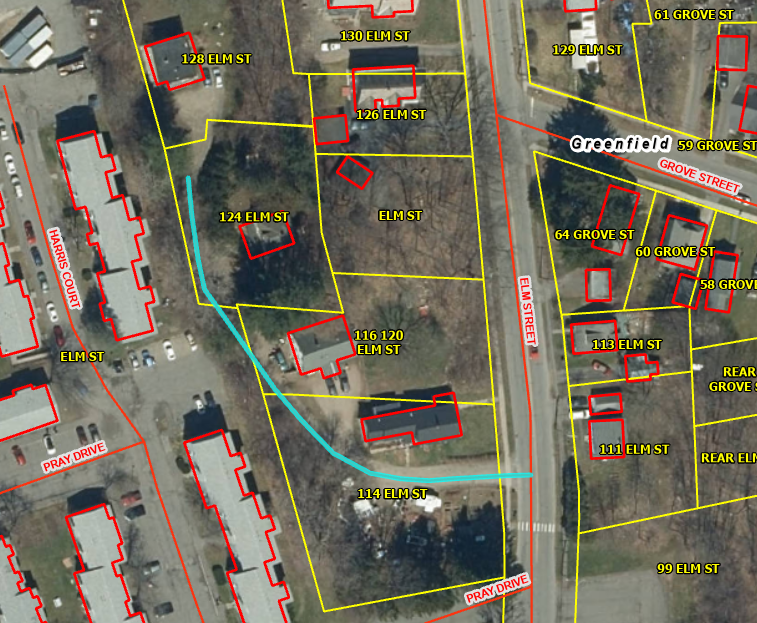 61 GROVE ST
130 ELM ST
129 ELM ST
128 ELM ST
126 ELM ST
Greenfield
59 GROVE ST
GROVE STREET
124 ELM ST
ELM ST
64 GROVE ST
60 GROVE ST
58 GROVE
HARRIS COURT
ELM STREET
116 120
ELM ST
113 ELM ST
ELM ST
REAR
GROVE S
PRAY DRIVE
111 ELM ST
REAR ELM
114 ELM ST
99 ELM ST
PRAY DRIVE